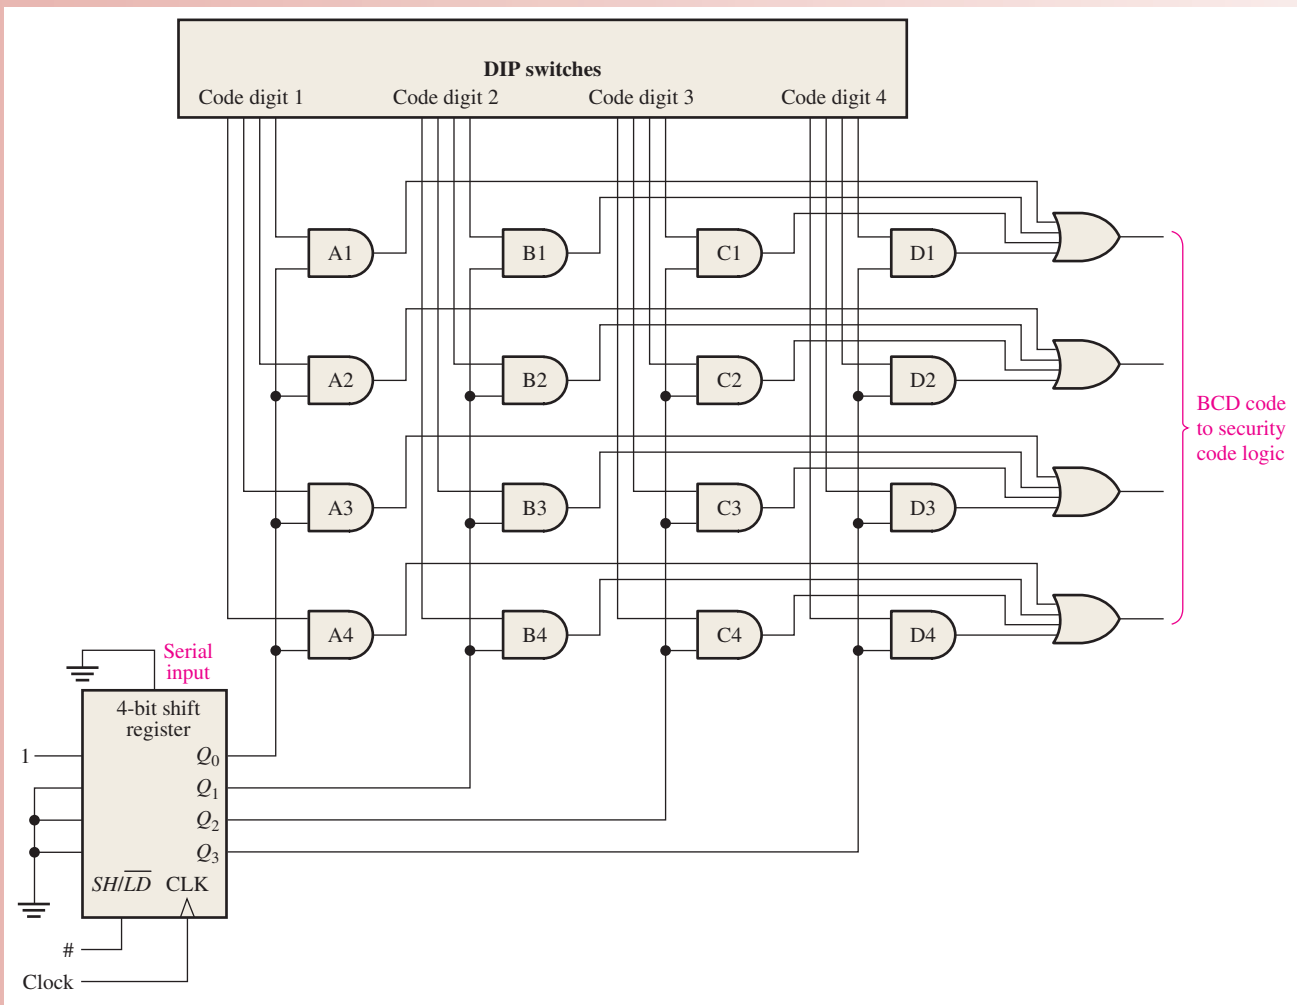 DIP switches
Code digit 1 Code digit 2 Code digit 3 Code digit 4
A1 B1 C1 D1
A2 B2 C2 D2
BCD code
to security
code logic
A3 B3 C3 D3
A4 B4 C4 D4
Serial
input
4-bit shift
register
1 Q₀
Q₁
Q₂
Q₃
SH/L̅D̅ CLK
#
Clock